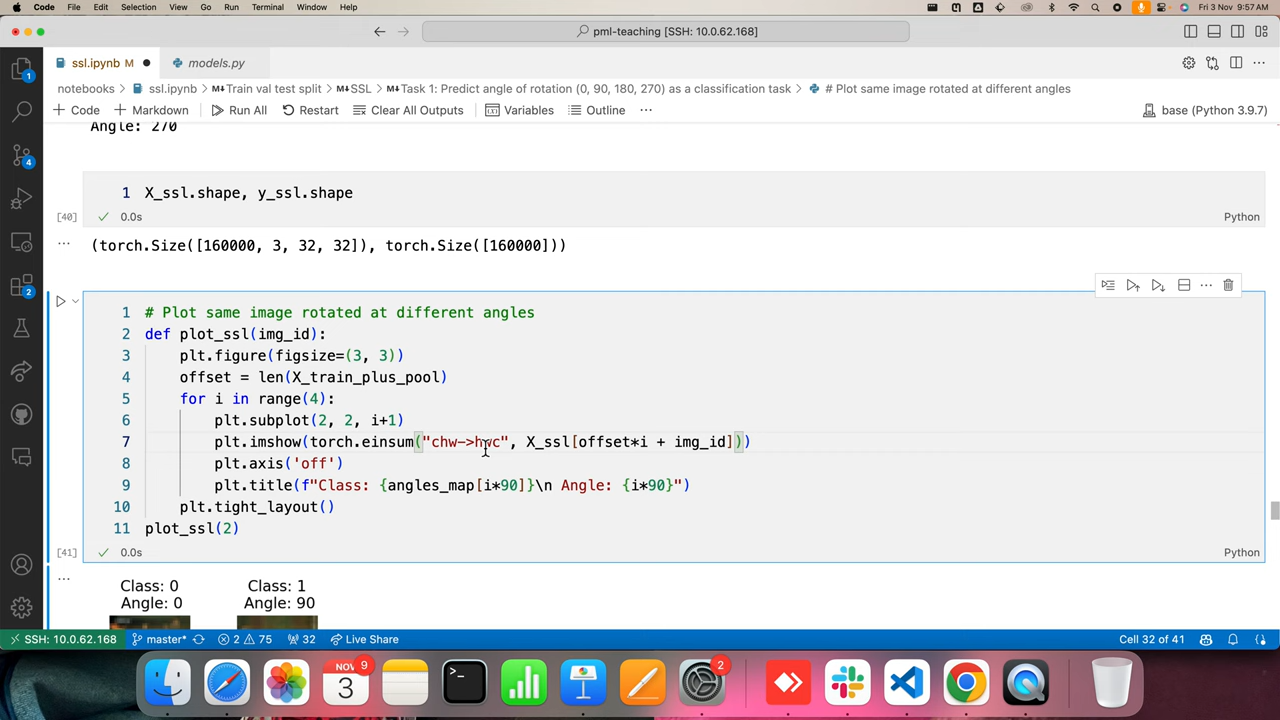 Code File Edit Selection View Go Run Terminal Window Help Fri 3 Nov 9:57 AM
pml-teaching [SSH: 10.0.62.168]
ssl.ipynb M models.py
notebooks > ssl.ipynb > Train val test split > SSL > Task 1: Predict angle of rotation (0, 90, 180, 270) as a classification task > # Plot same image rotated at different angles
+ Code + Markdown Run All Restart Clear All Outputs Variables Outline ... base (Python 3.9.7)
Angle: 270
1 X_ssl.shape, y_ssl.shape
[40] 0.0s Python
... (torch.Size([160000, 3, 32, 32]), torch.Size([160000]))
1 # Plot same image rotated at different angles
2 def plot_ssl(img_id):
3 plt.figure(figsize=(3, 3))
4 offset = len(X_train_plus_pool)
5 for i in range(4):
6 plt.subplot(2, 2, i+1)
7 plt.imshow(torch.einsum("chw->hwc", X_ssl[offset*i + img_id]))
8 plt.axis('off')
9 plt.title(f"Class: {angles_map[i*90]}\n Angle: {i*90}")
10 plt.tight_layout()
11 plot_ssl(2)
[41] 0.0s Python
... Class: 0 Class: 1
Angle: 0 Angle: 90
SSH: 10.0.62.168 master* 2 75 32 Live Share Cell 32 of 41
1
4
2
NOV 9
3
2